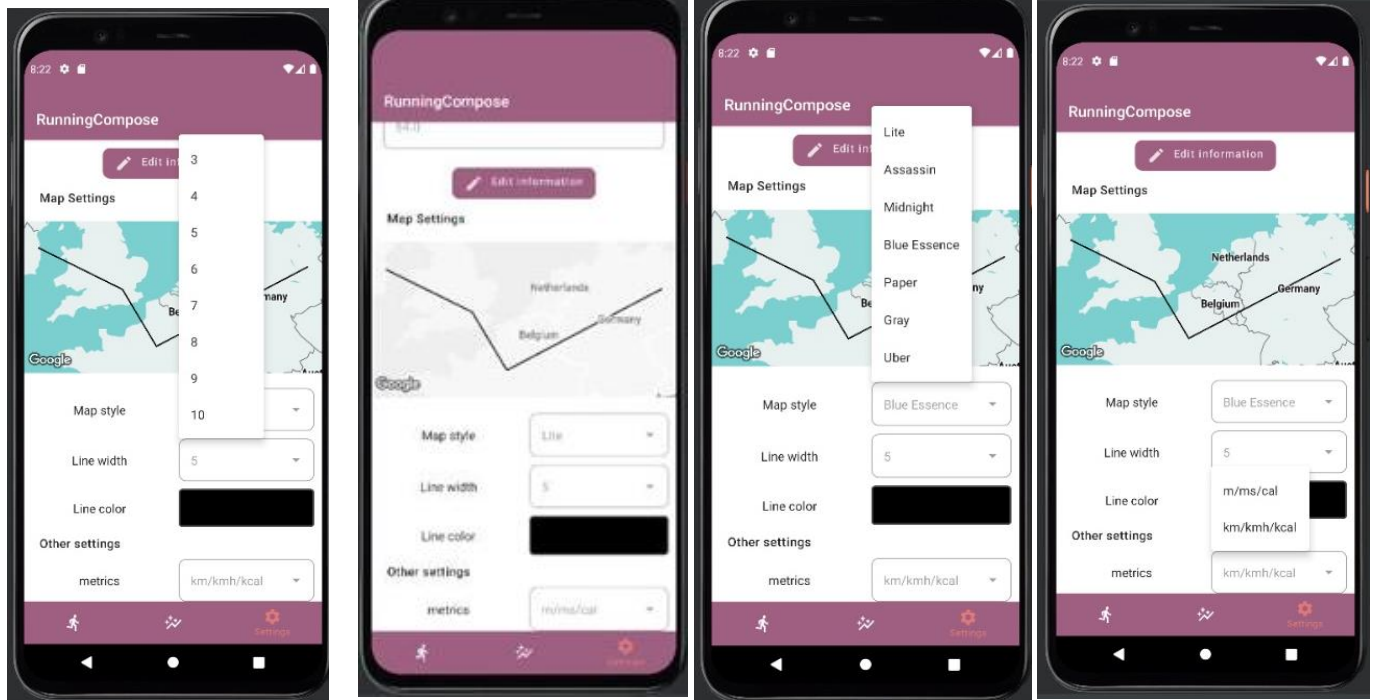 8:22
RunningCompose
Edit in
Map Settings
3
4
5
6
7
8
9
10
many
Be
Google
Map style
Line width
5
Line color
Other settings
metrics
km/kmh/kcal
Settings
RunningCompose
Edit information
Map Settings
Netherlands
Belgium
Germany
Google
Map style
Lite
Line width
5
Line color
Other settings
metrics
m/ms/cal
Settings
8:22
RunningCompose
Edit inf
Map Settings
Lite
Assassin
Midnight
Blue Essence
Paper
Gray
Uber
ny
Be
Google
Map style
Blue Essence
Line width
5
Line color
Other settings
metrics
km/kmh/kcal
Settings
8:22
RunningCompose
Edit information
Map Settings
Netherlands
Belgium
Germany
Google
Map style
Blue Essence
Line width
5
Line color
m/ms/cal
km/kmh/kcal
Other settings
metrics
km/kmh/kcal
Settings